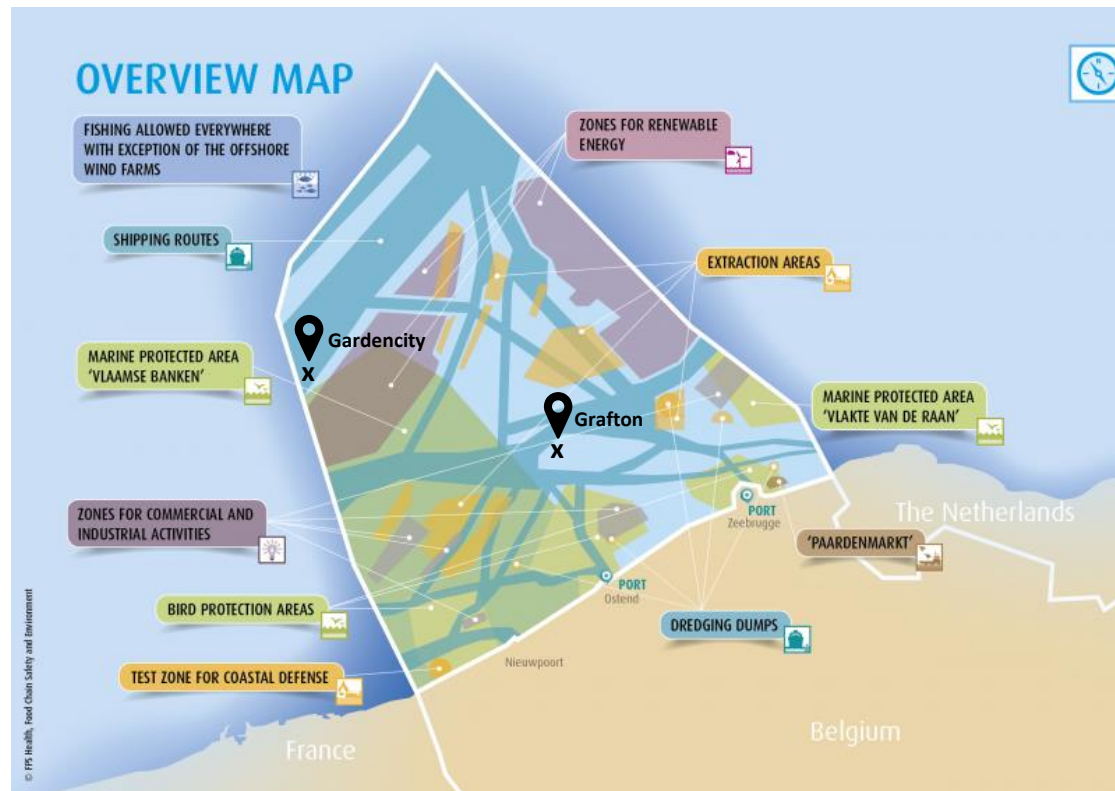 OVERVIEW MAP
FISHING ALLOWED EVERYWHERE
WITH EXCEPTION OF THE OFFSHORE
WIND FARMS
ZONES FOR RENEWABLE
ENERGY
SHIPPING ROUTES
EXTRACTION AREAS
Gardencity
x
MARINE PROTECTED AREA
'VLAAMSE BANKEN'
Grafton
x
MARINE PROTECTED AREA
'VLAKTE VAN DE RAAN'
ZONES FOR COMMERCIAL AND
INDUSTRIAL ACTIVITIES
PORT
Zeebrugge
The Netherlands
'PAARDENMARKT'
PORT
Ostend
BIRD PROTECTION AREAS
DREDGING DUMPS
Nieuwpoort
TEST ZONE FOR COASTAL DEFENSE
France
Belgium
© FPS Health, Food Chain Safety and Environment